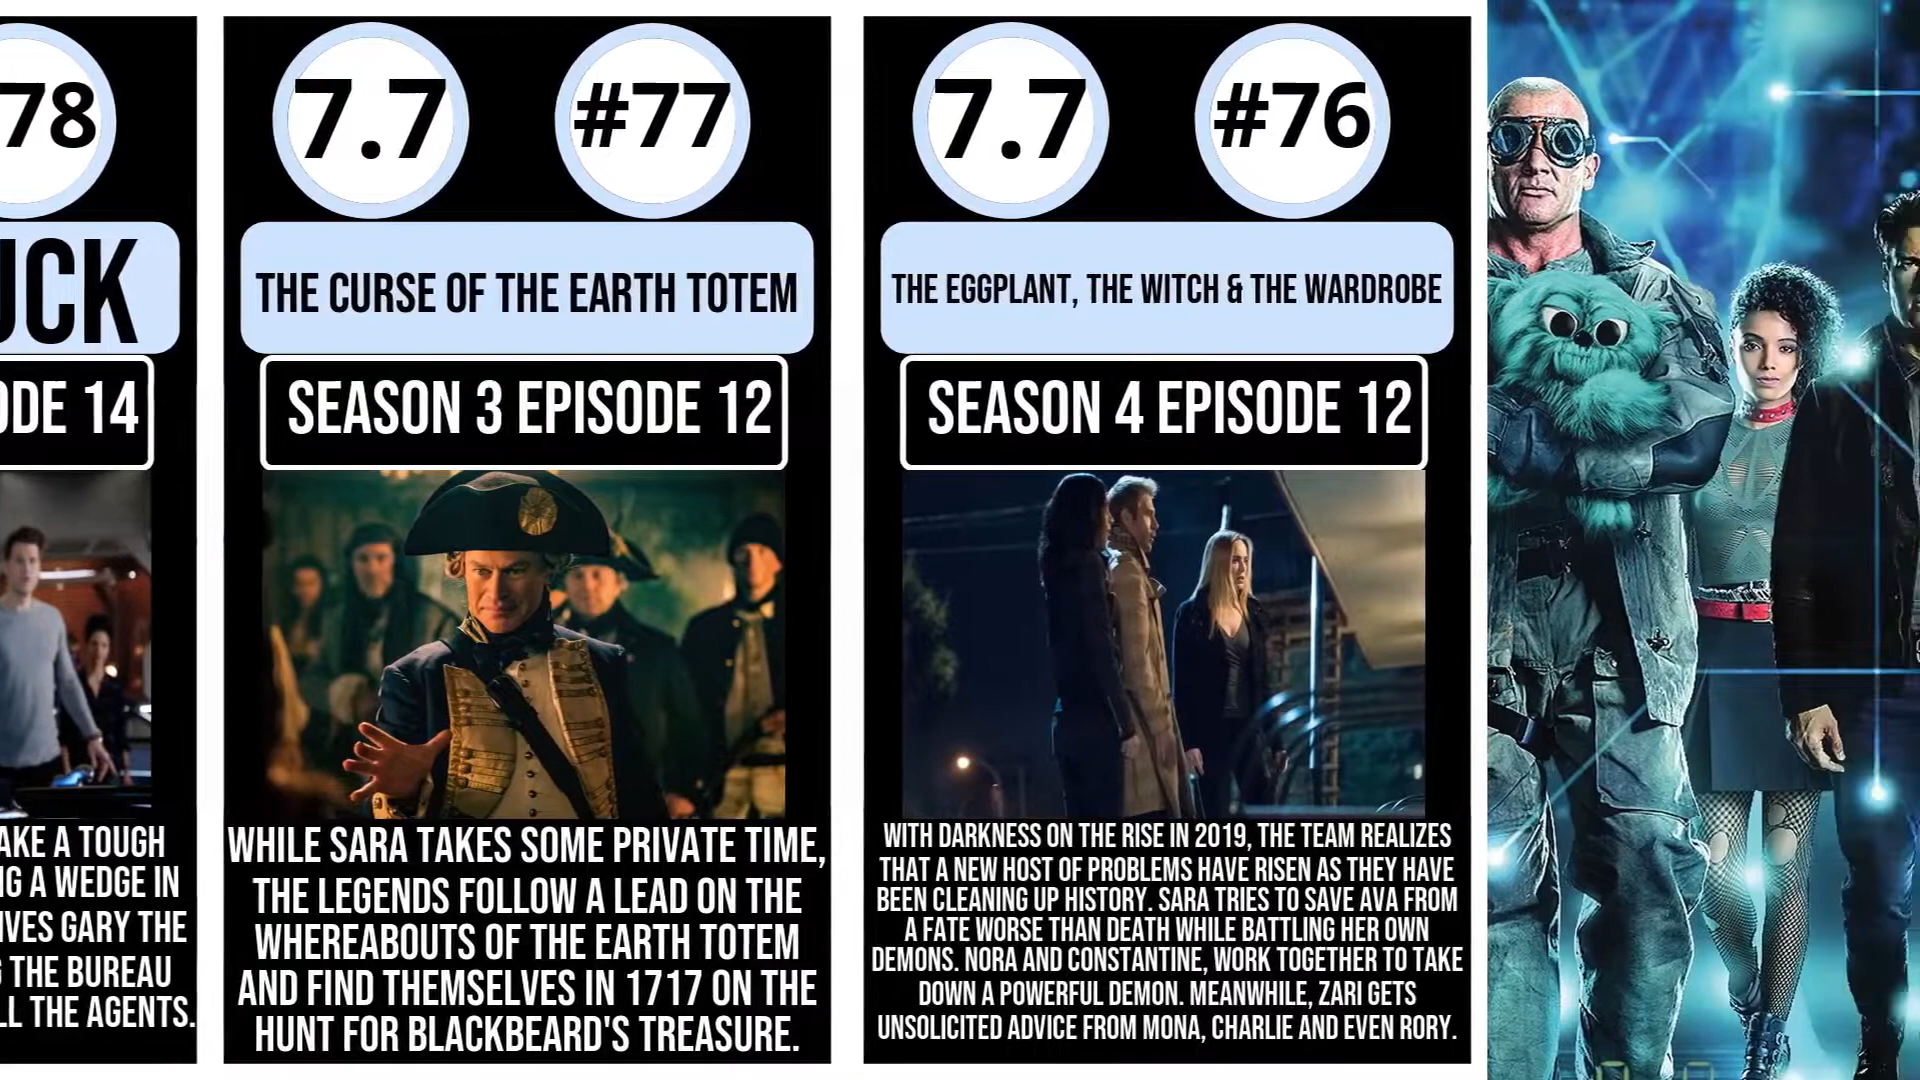 78
UCK
ODE 14
AKE A TOUGH
NG A WEDGE IN
IVES GARY THE
G THE BUREAU
LL THE AGENTS.
7.7
#77
THE CURSE OF THE EARTH TOTEM
SEASON 3 EPISODE 12
WHILE SARA TAKES SOME PRIVATE TIME,
THE LEGENDS FOLLOW A LEAD ON THE
WHEREABOUTS OF THE EARTH TOTEM
AND FIND THEMSELVES IN 1717 ON THE
HUNT FOR BLACKBEARD'S TREASURE.
7.7
#76
THE EGGPLANT, THE WITCH & THE WARDROBE
SEASON 4 EPISODE 12
WITH DARKNESS ON THE RISE IN 2019, THE TEAM REALIZES
THAT A NEW HOST OF PROBLEMS HAVE RISEN AS THEY HAVE
BEEN CLEANING UP HISTORY. SARA TRIES TO SAVE AVA FROM
A FATE WORSE THAN DEATH WHILE BATTLING HER OWN
DEMONS. NORA AND CONSTANTINE, WORK TOGETHER TO TAKE
DOWN A POWERFUL DEMON. MEANWHILE, ZARI GETS
UNSOLICITED ADVICE FROM MONA, CHARLIE AND EVEN RORY.